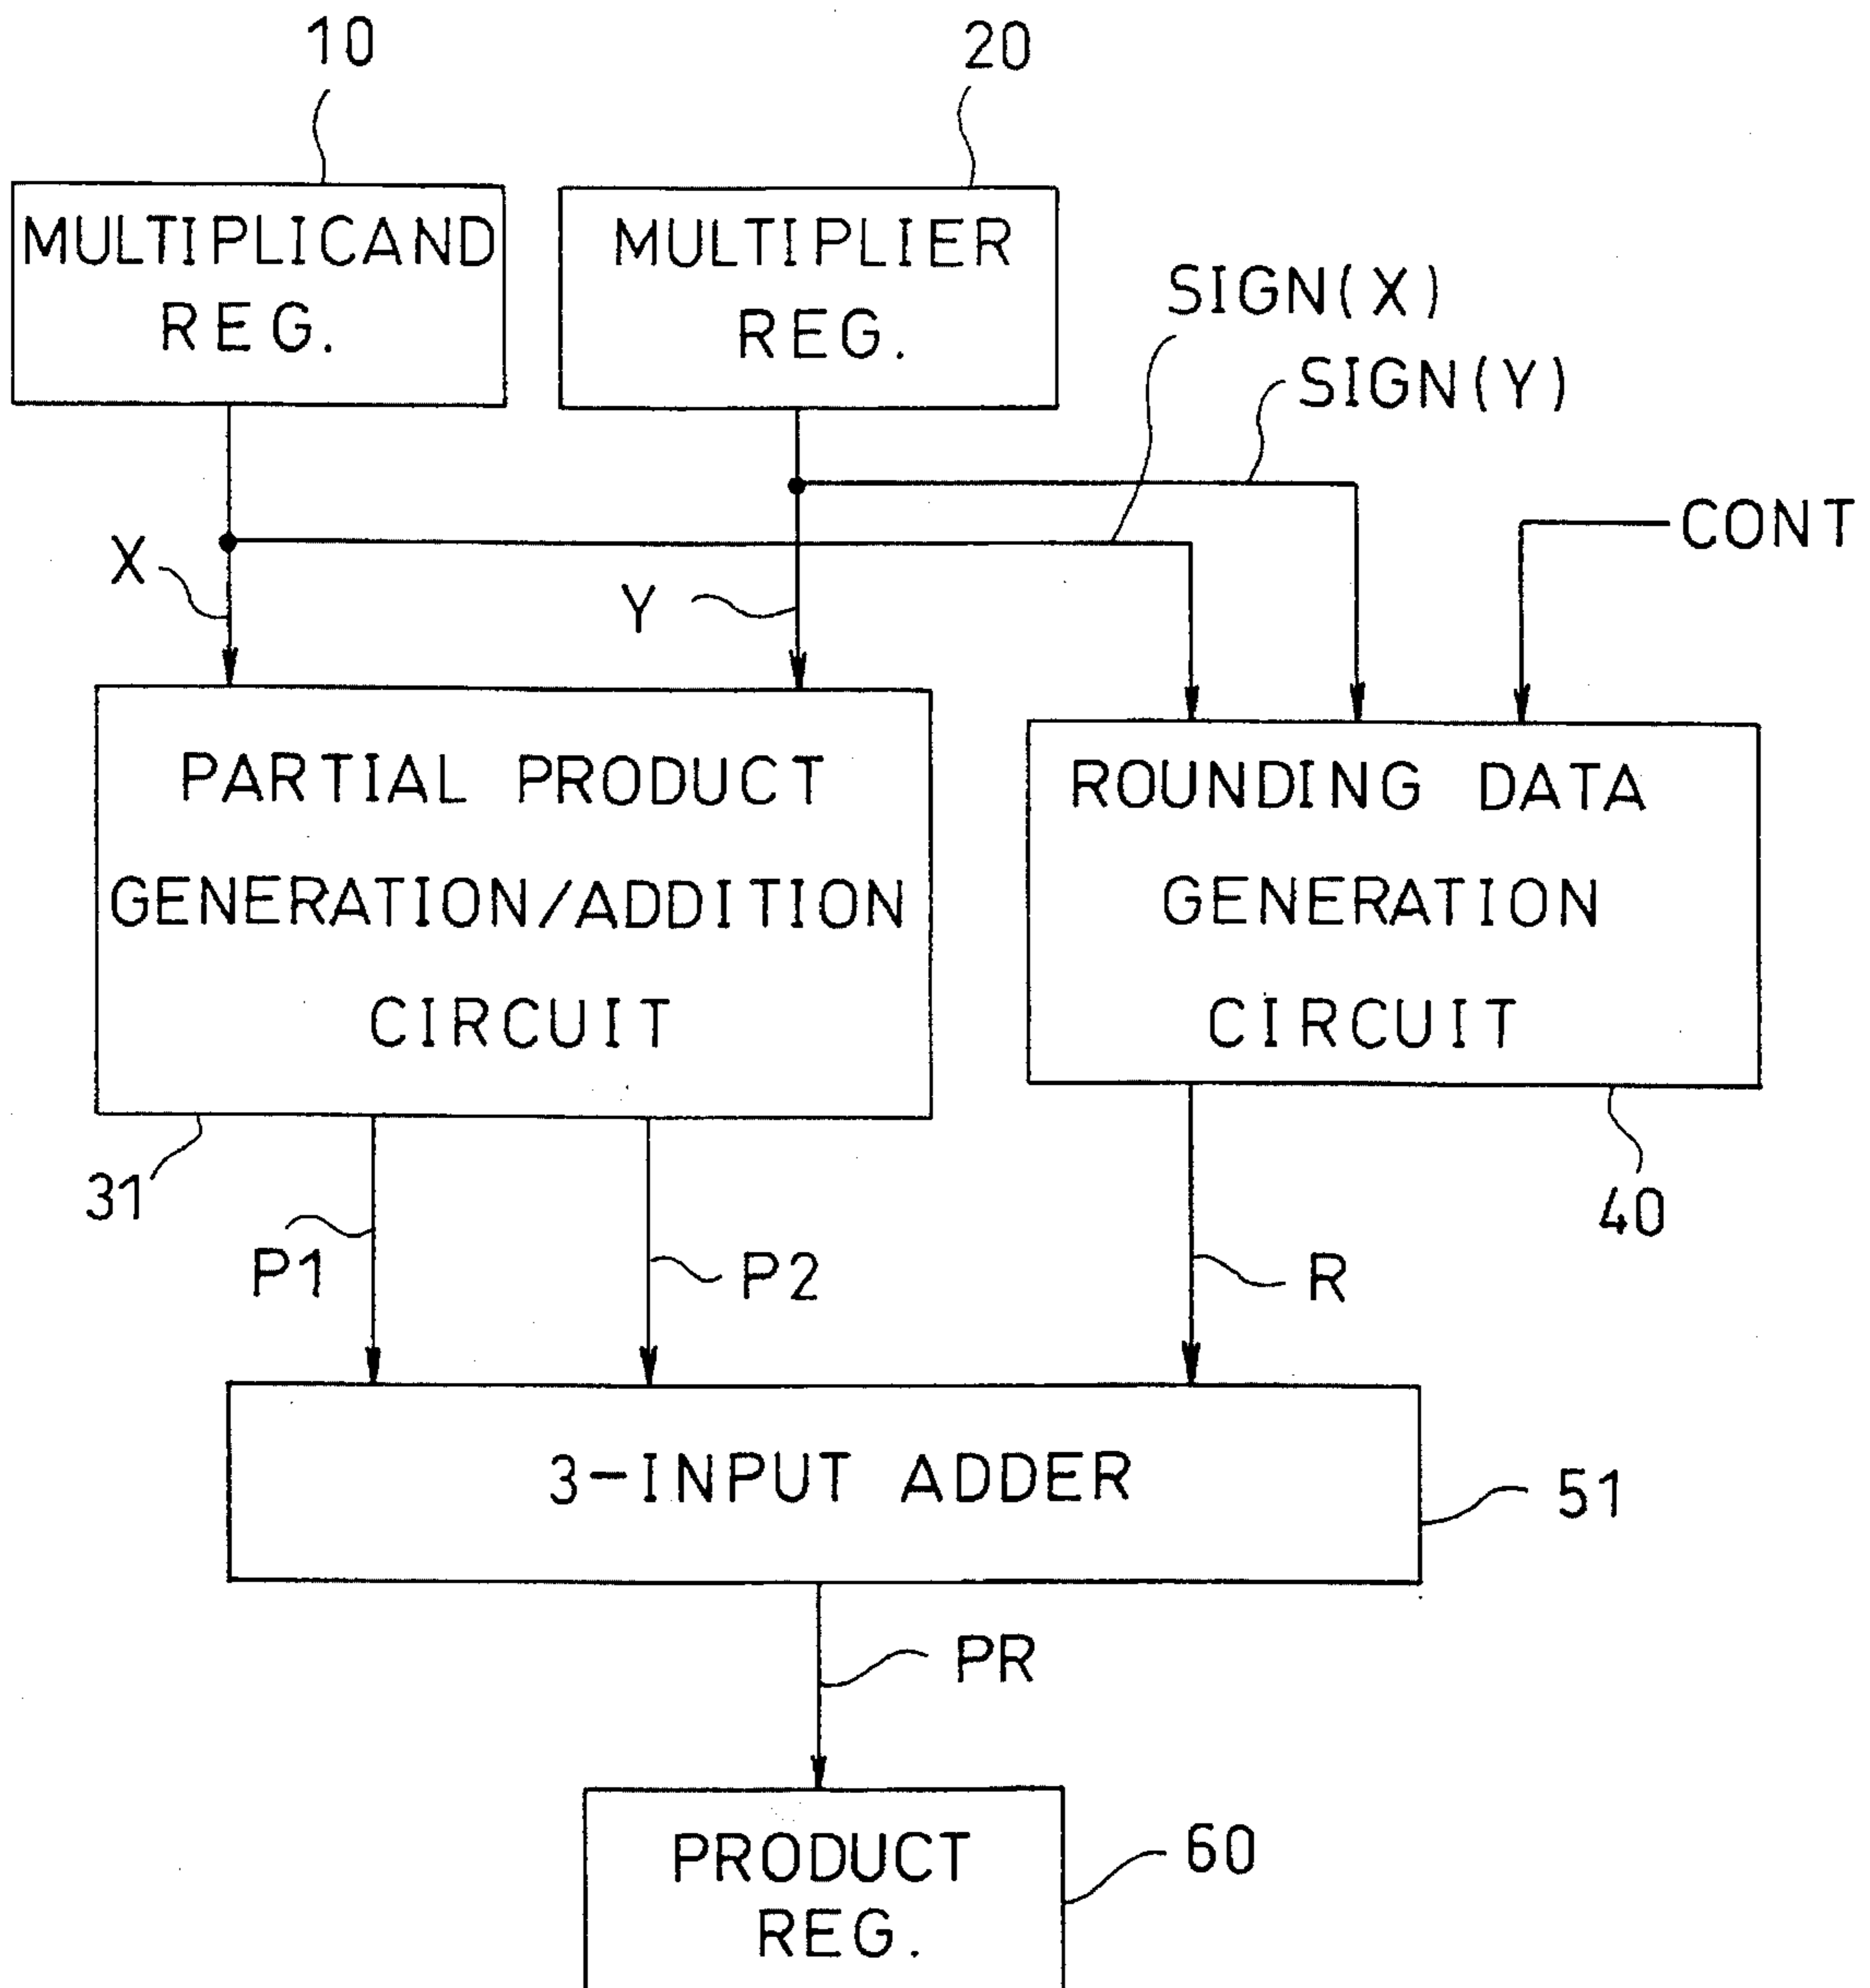 10
20
MULTIPLICAND
REG.
MULTIPLIER
REG.
SIGN(X)
SIGN(Y)
CONT
X
Y
PARTIAL PRODUCT
GENERATION/ADDITION
CIRCUIT
ROUNDING DATA
GENERATION
CIRCUIT
31
40
P1
P2
R
3-INPUT ADDER
51
PR
PRODUCT
REG.
60